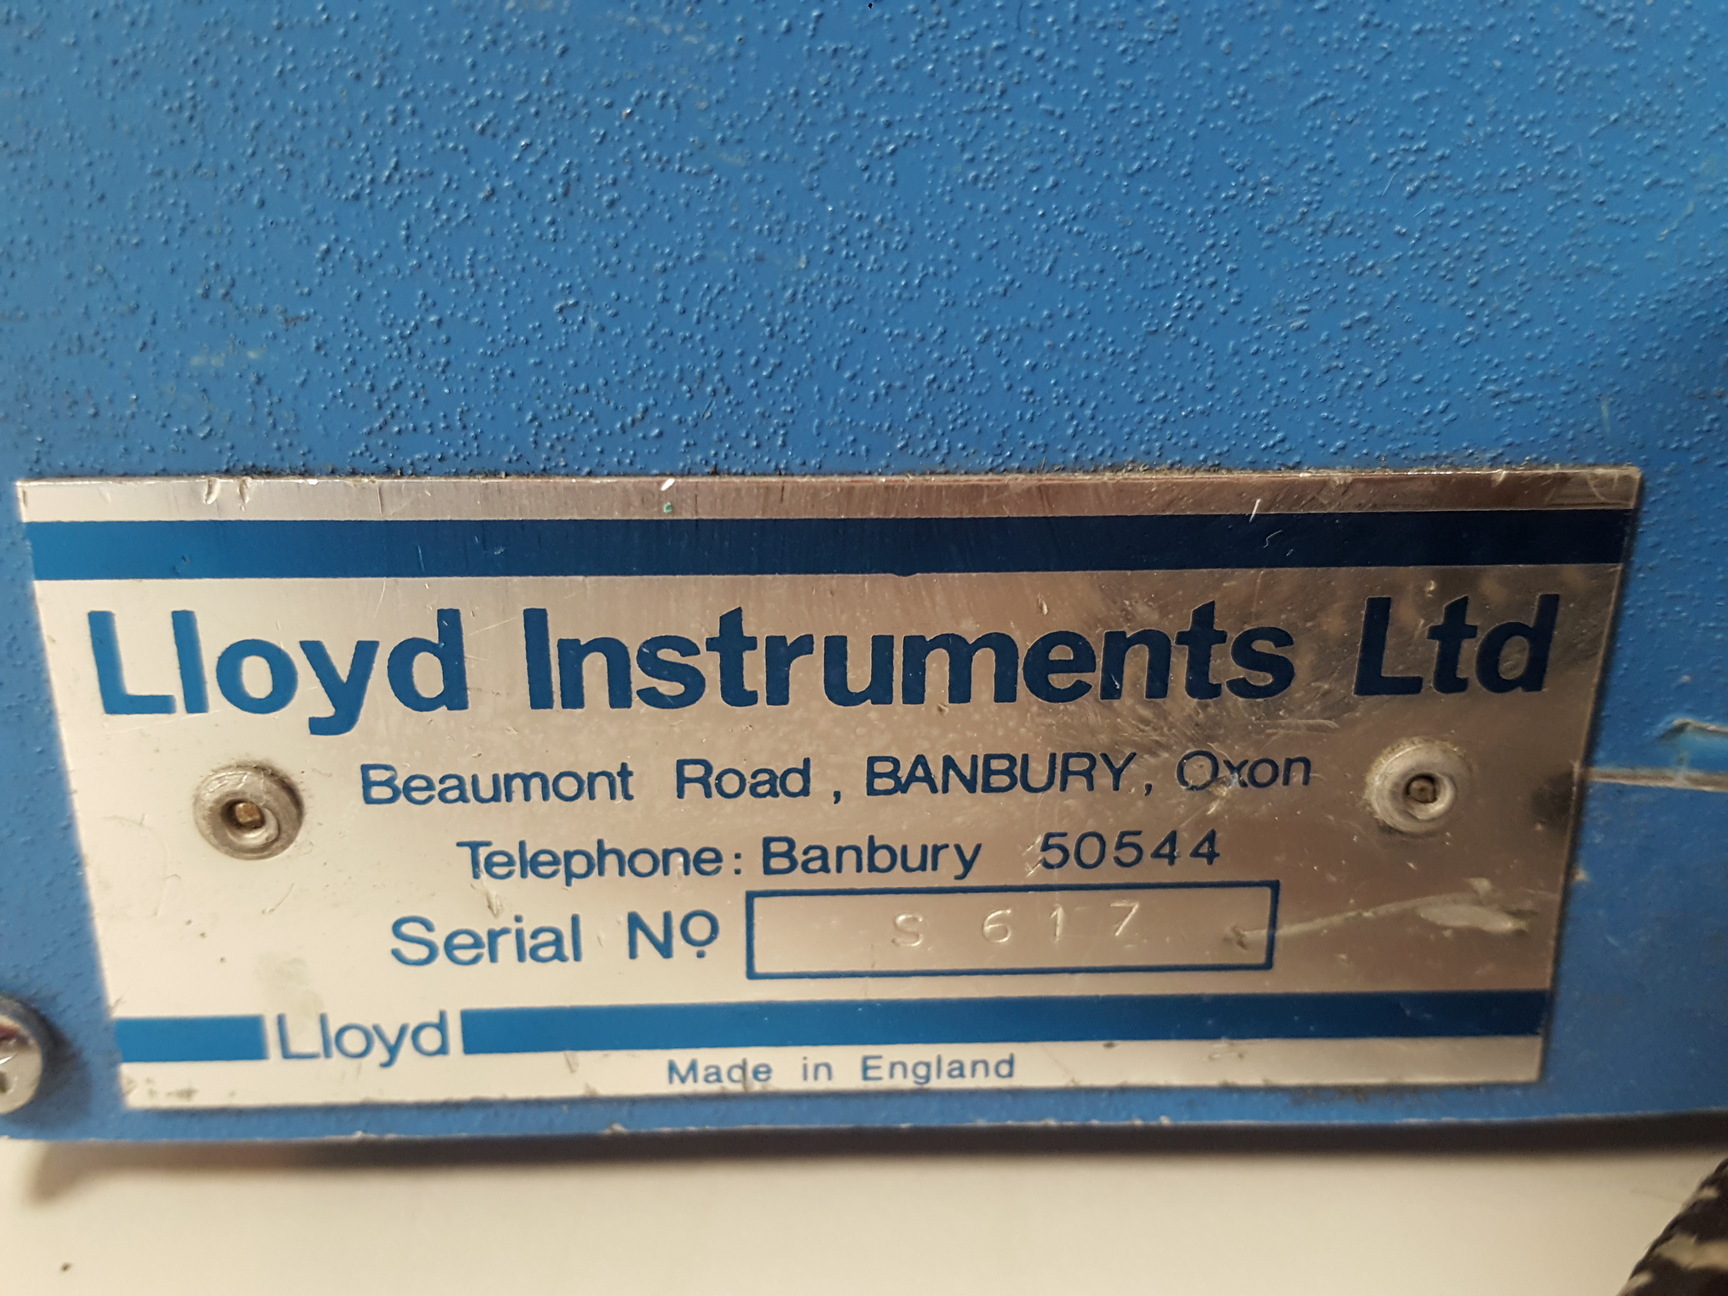 Lloyd Instruments Ltd
Beaumont Road, BANBURY, Oxon
Telephone: Banbury 50544
Serial Nº S 617
Lloyd
Made in England